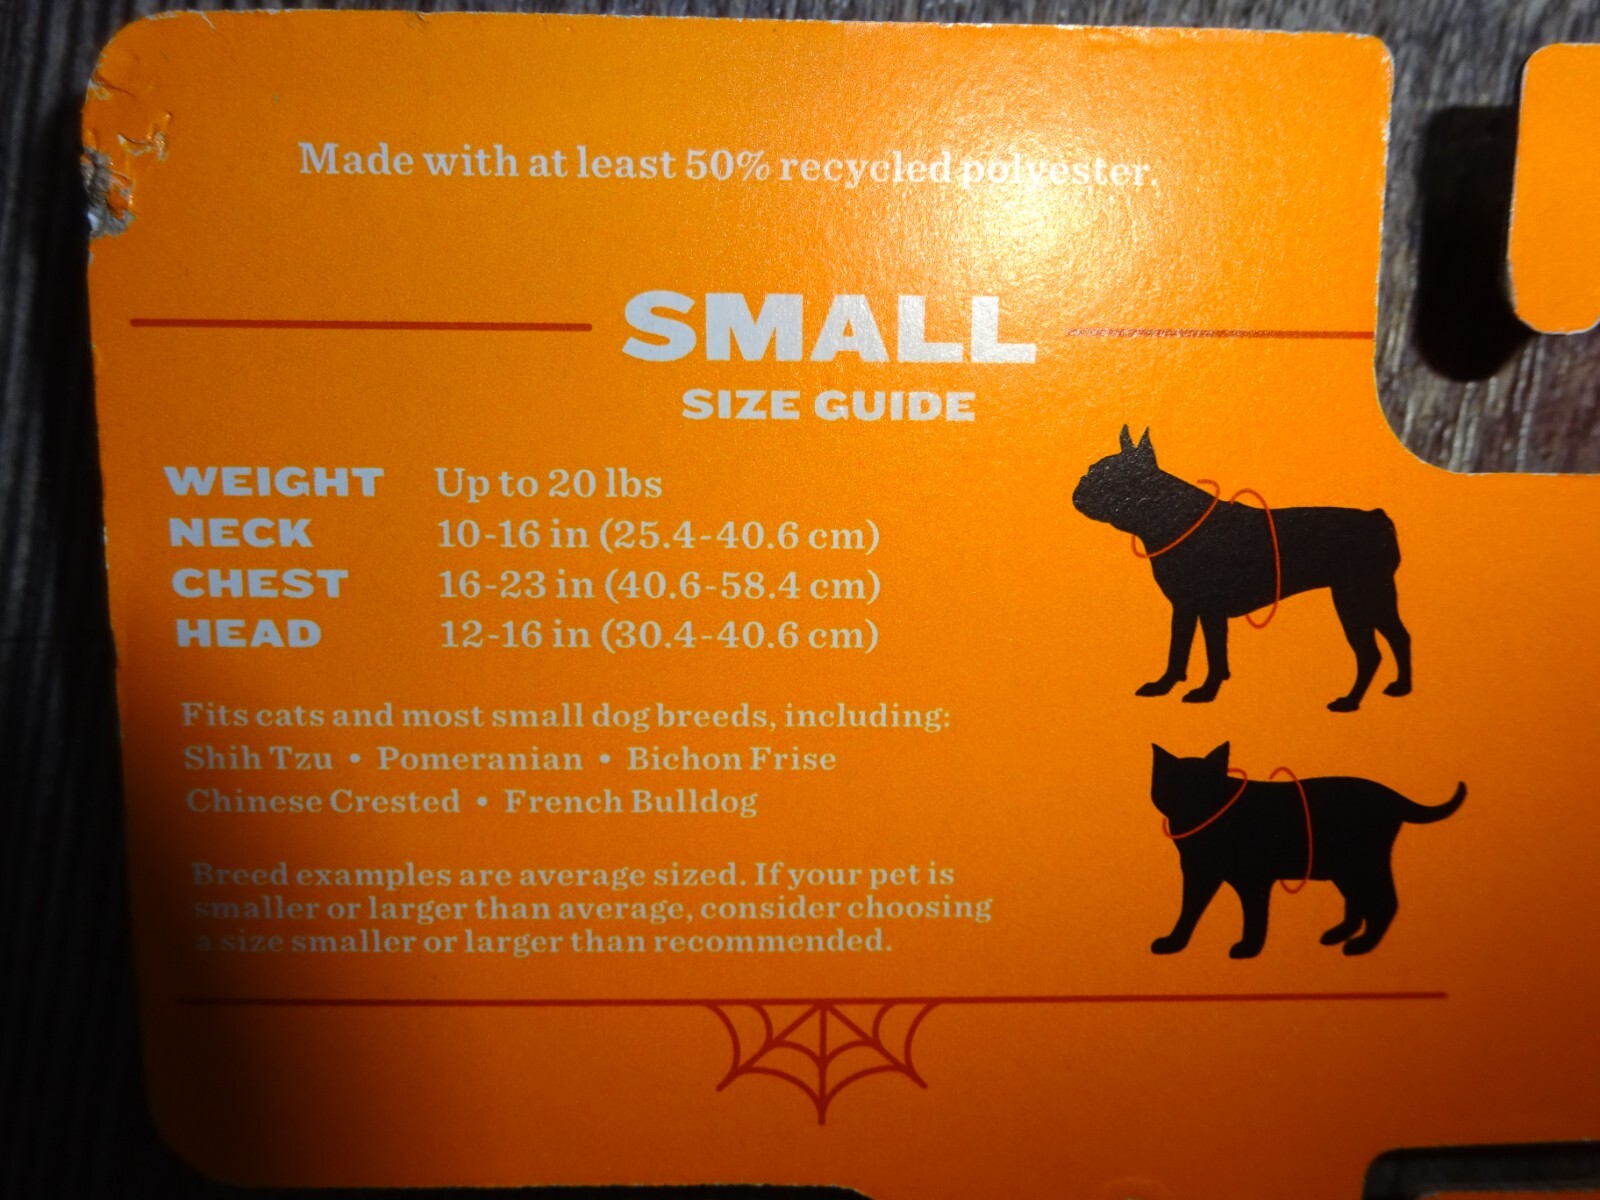 Made with at least 50% recycled polyester.
SMALL
SIZE GUIDE
WEIGHT Up to 20 lbs
NECK 10-16 in (25.4-40.6 cm)
CHEST 16-23 in (40.6-58.4 cm)
HEAD 12-16 in (30.4-40.6 cm)
Fits cats and most small dog breeds, including:
Shih Tzu • Pomeranian • Bichon Frise
Chinese Crested • French Bulldog
Breed examples are average sized. If your pet is
smaller or larger than average, consider choosing
a size smaller or larger than recommended.